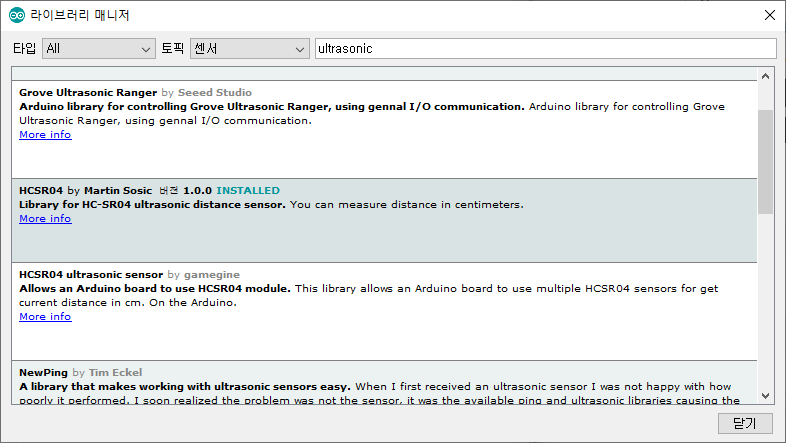 라이브러리 매니저
타입 All 토픽 센서 ultrasonic
Grove Ultrasonic Ranger by Seeed Studio
Arduino library for controlling Grove Ultrasonic Ranger, using gennal I/O communication. Arduino library for controlling Grove
Ultrasonic Ranger, using gennal I/O communication.
More info
HCSR04 by Martin Sosic 버전 1.0.0 INSTALLED
Library for HC-SR04 ultrasonic distance sensor. You can measure distance in centimeters.
More info
HCSR04 ultrasonic sensor by gamegine
Allows an Arduino board to use HCSR04 module. This library allows an Arduino board to use multiple HCSR04 sensors for get
current distance in cm. On the Arduino.
More info
NewPing by Tim Eckel
A library that makes working with ultrasonic sensors easy. When I first received an ultrasonic sensor I was not happy with how
poorly it performed. I soon realized the problem was not the sensor, it was the available ping and ultrasonic libraries causing the
닫기